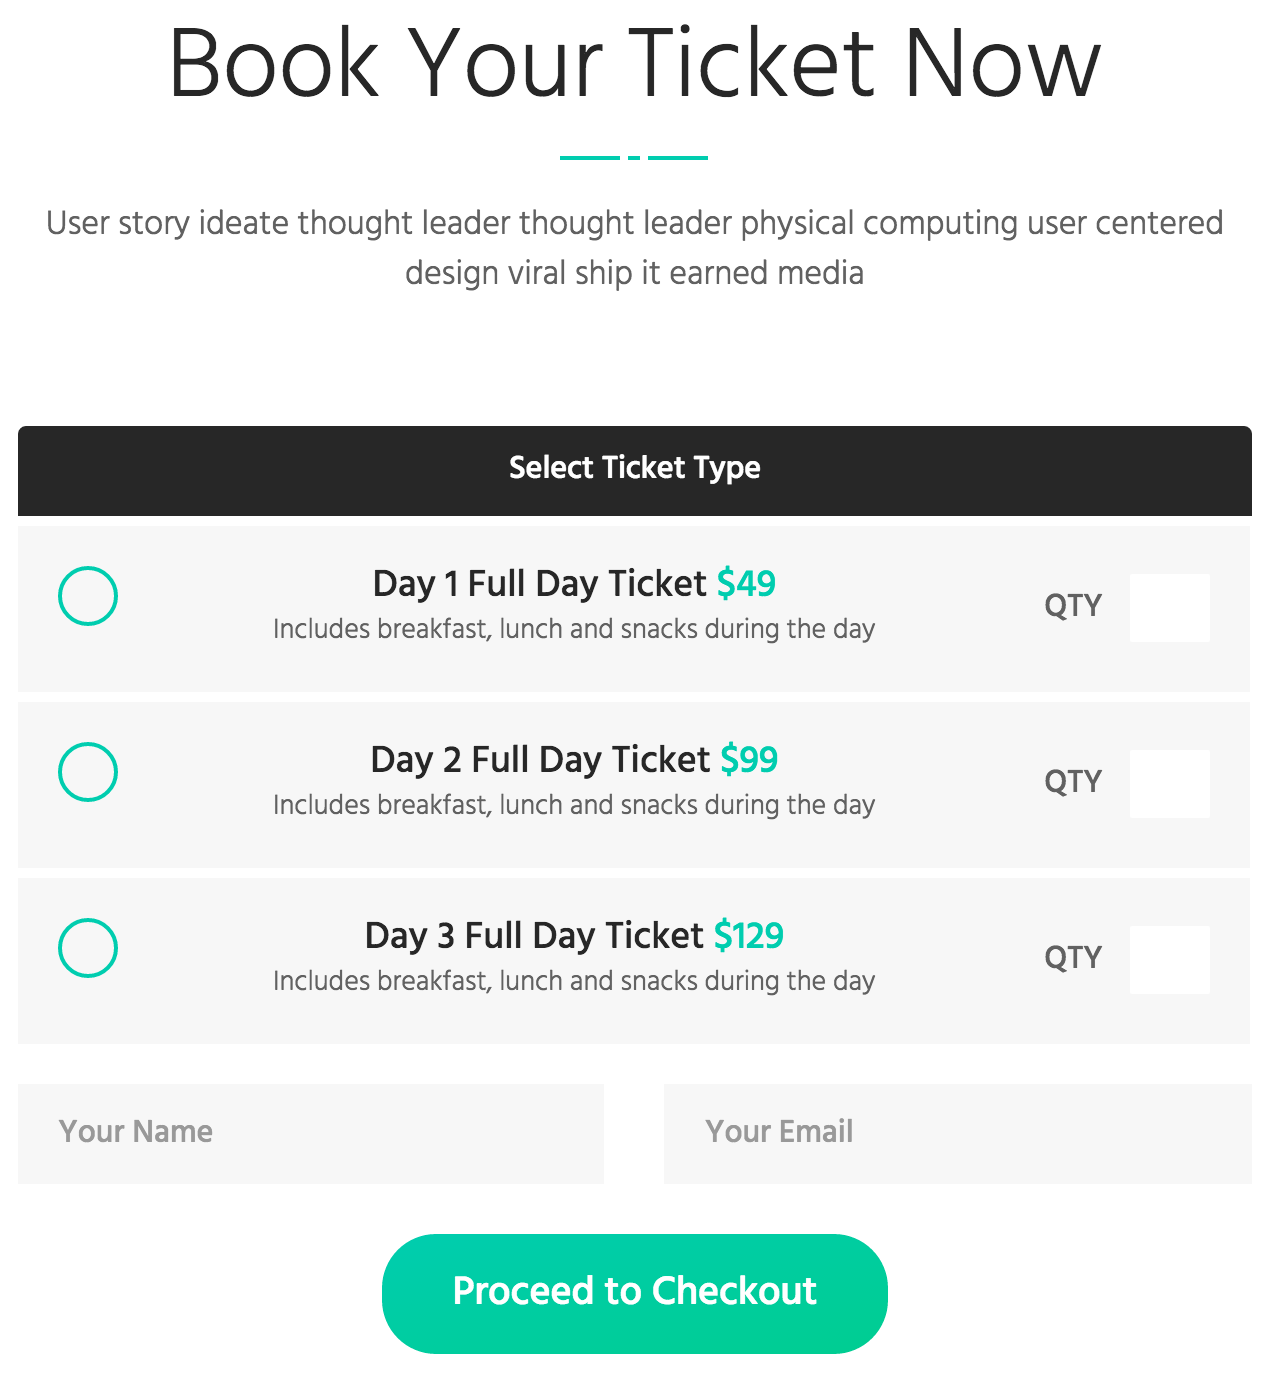 Book Your Ticket Now
User story ideate thought leader thought leader physical computing user centered
design viral ship it earned media
Select Ticket Type
Day 1 Full Day Ticket $49
Includes breakfast, lunch and snacks during the day
QTY
Day 2 Full Day Ticket $99
Includes breakfast, lunch and snacks during the day
QTY
Day 3 Full Day Ticket $129
Includes breakfast, lunch and snacks during the day
QTY
Your Name
Your Email
Proceed to Checkout